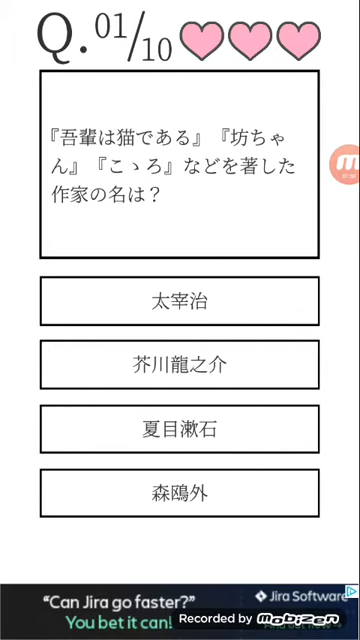 Q.01/10
『吾輩は猫である』『坊ちゃ
ん』『こゝろ』などを著した
作家の名は？
太宰治
芥川龍之介
夏目漱石
森鴎外
"Can Jira go faster?"
You bet it can!
Jira Software
Recorded by mobizen